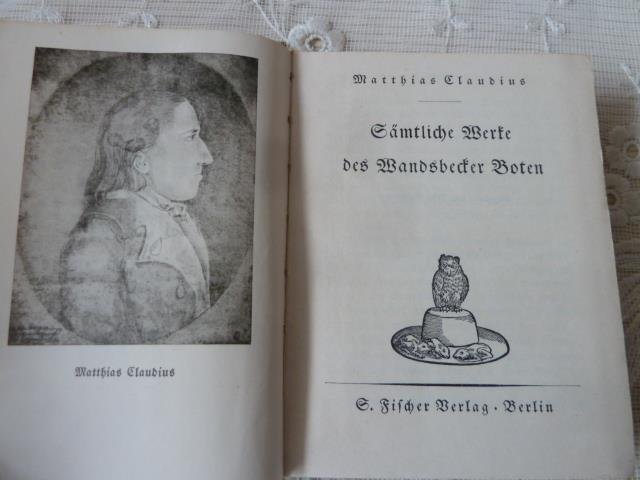 Matthias Claudius
Matthias Claudius
Sämtliche Werke
des Wandsbecker Boten
S. Fischer Verlag · Berlin